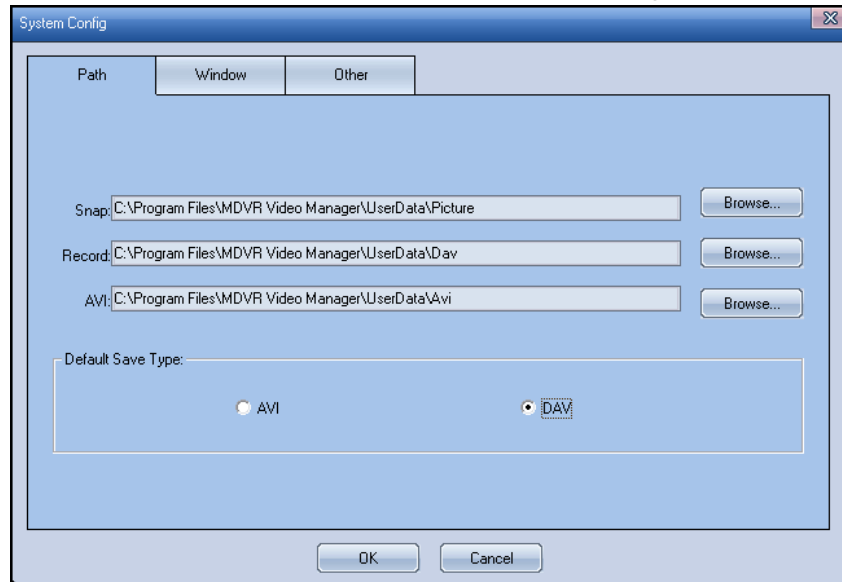 System Config
Path Window Other
Snap: C:\Program Files\MDVR Video Manager\UserData\Picture Browse...
Record: C:\Program Files\MDVR Video Manager\UserData\Dav Browse...
AVI: C:\Program Files\MDVR Video Manager\UserData\Avi Browse...
Default Save Type:
AVI DAV
OK Cancel